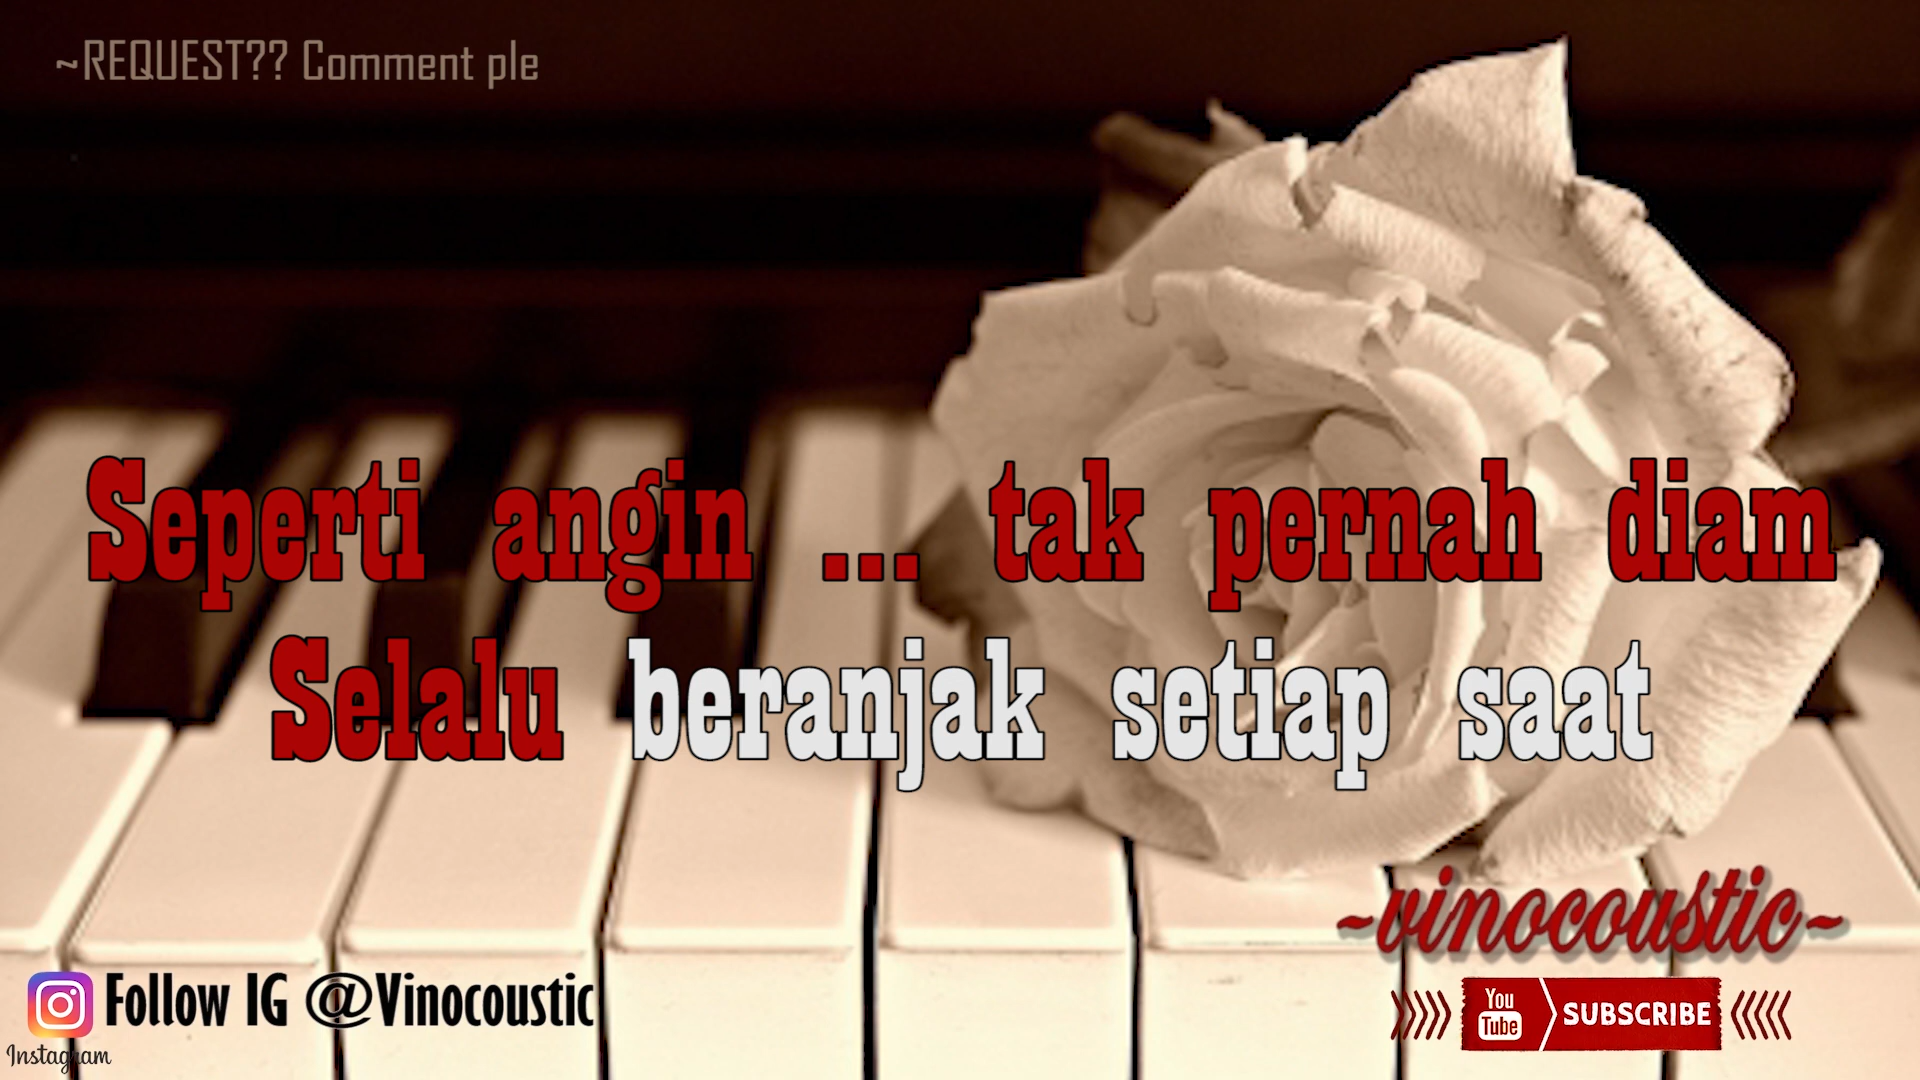 ~REQUEST?? Comment ple
Seperti angin ... tak pernah diam
Selalu beranjak setiap saat
~vinocoustic~
Follow IG @Vinocoustic
Instagram
You
Tube
SUBSCRIBE